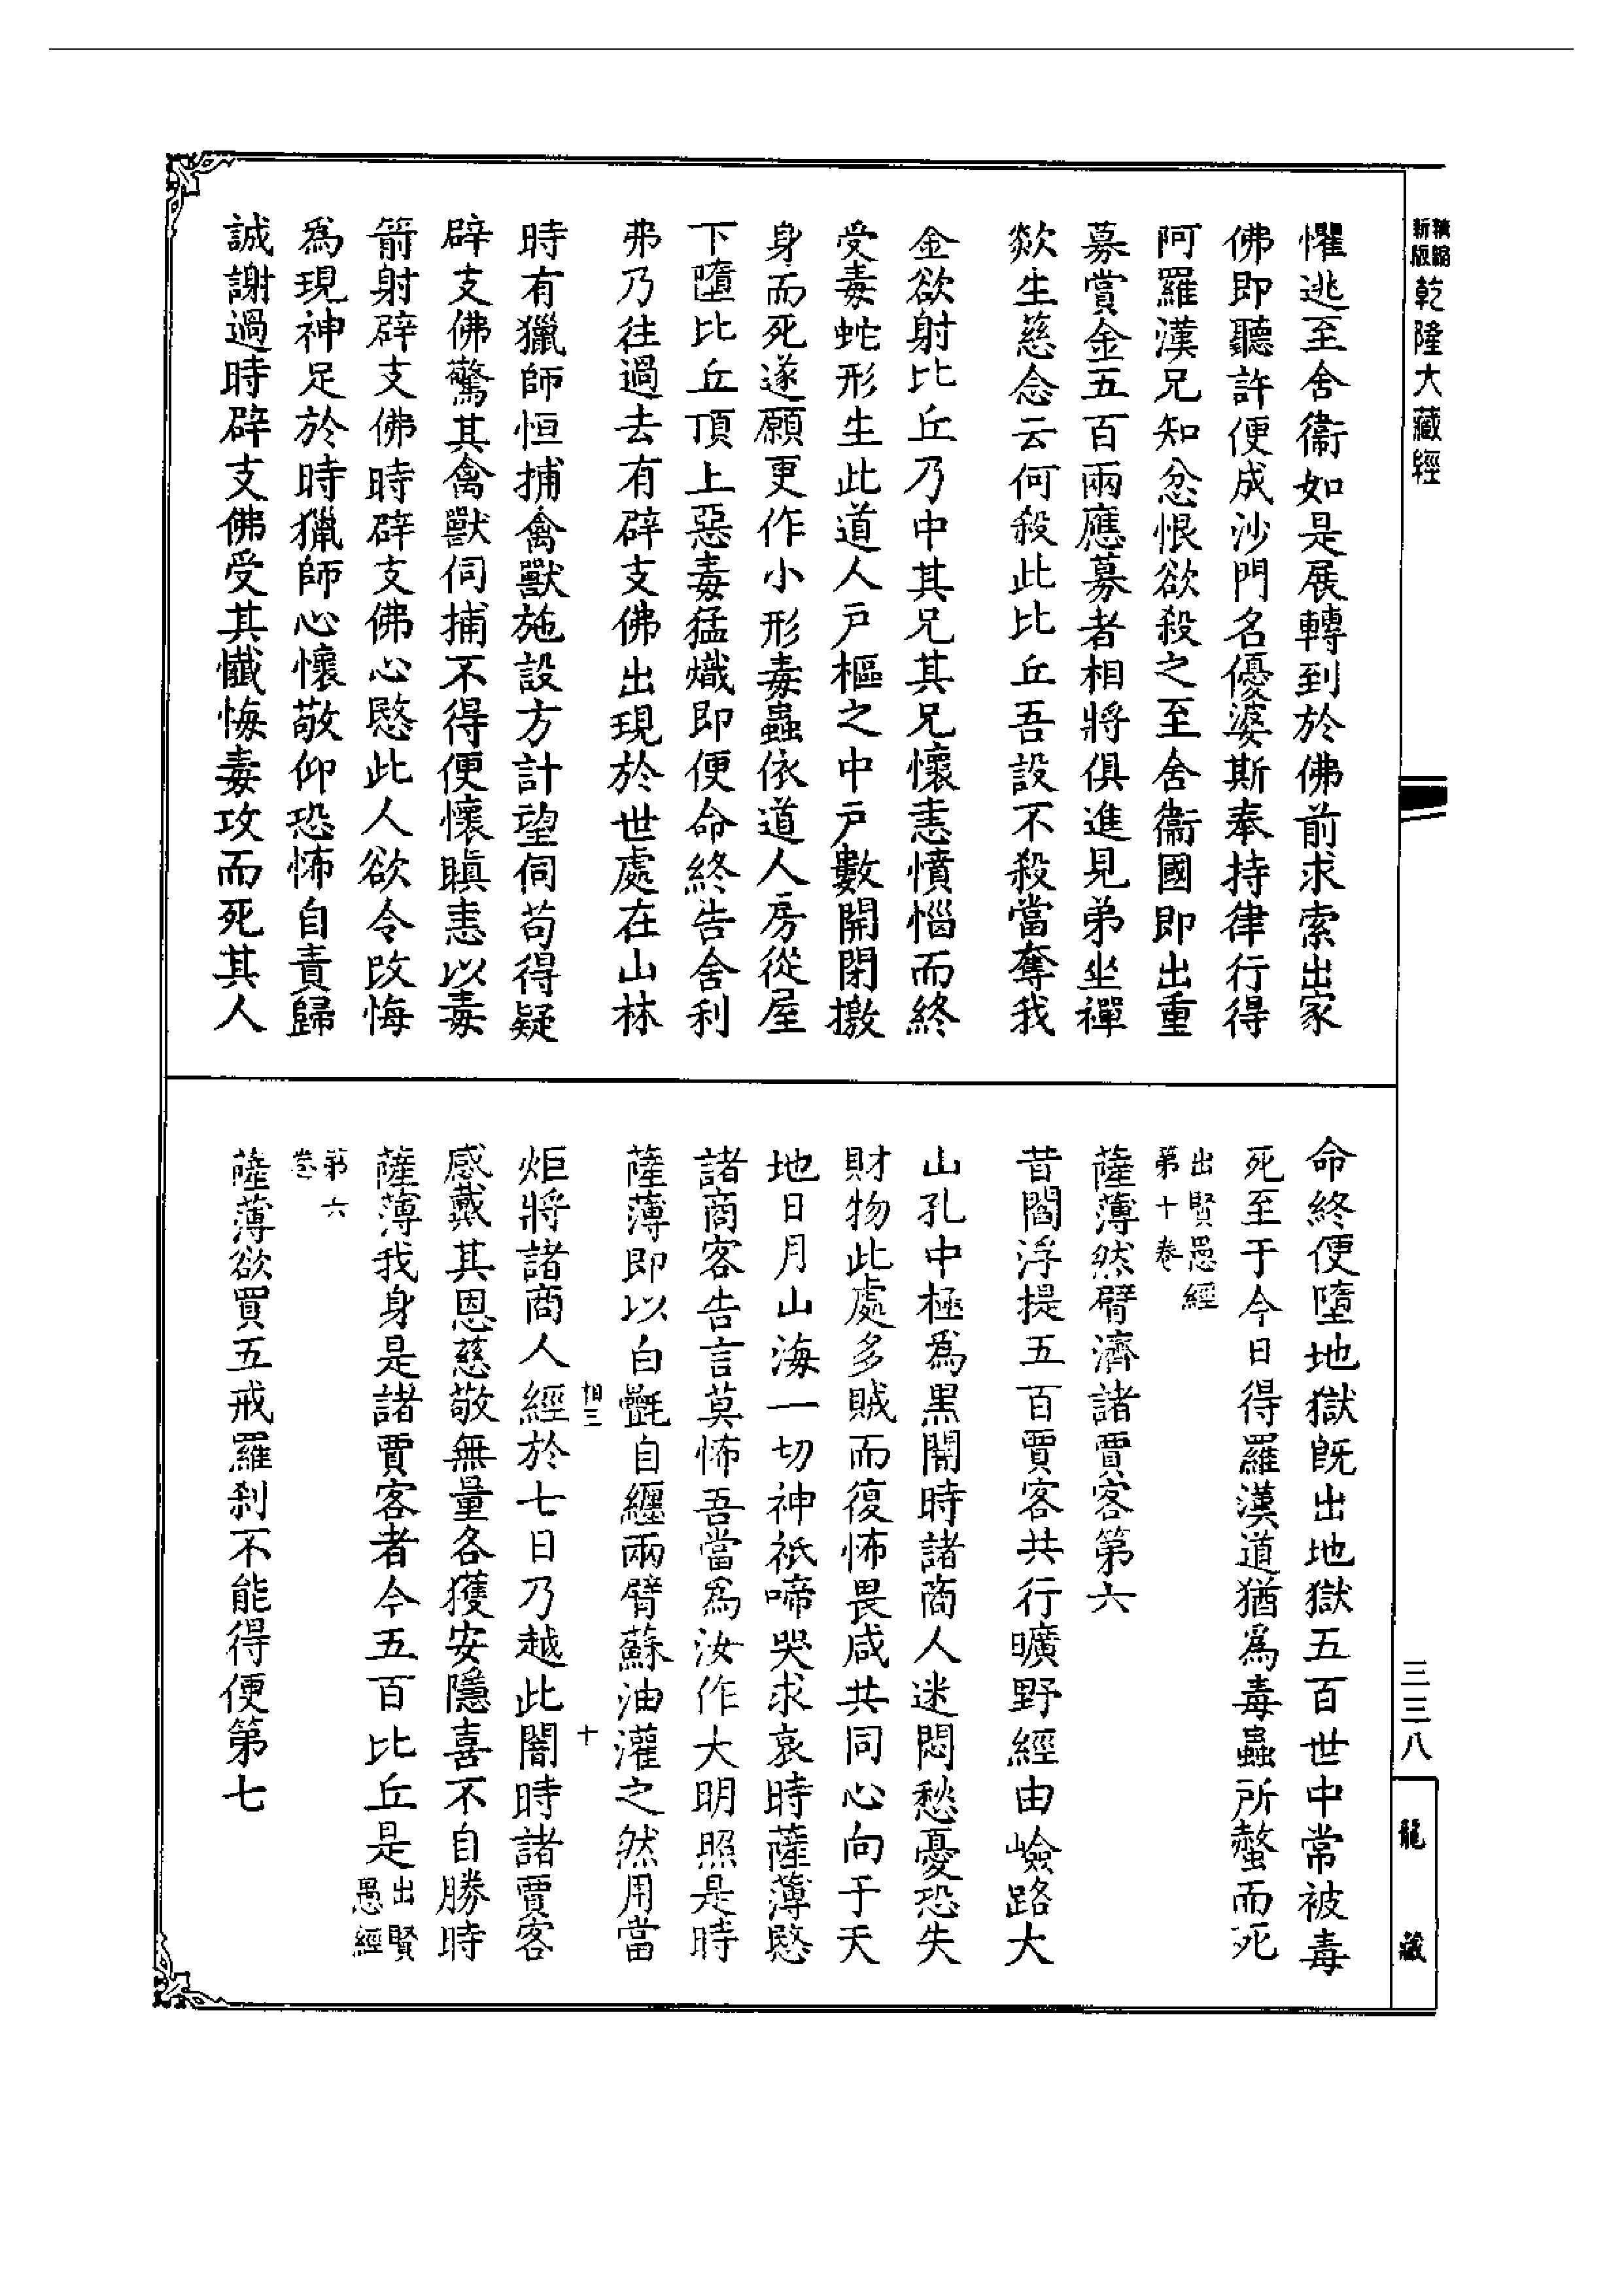 新版精縮
乾隆大藏經
三三八
龍藏
懼逃至舍衞如是展轉到於佛前求索出家
佛即聽許便成沙門名優婆斯奉持律行得
阿羅漢兄知忿恨欲殺之至舍衞國即出重
募賞金五百兩應募者相將俱進見弟坐禪
欻生慈念云何殺此比丘吾設不殺當奪我
金欲射比丘乃中其兄其兄懷恚憤惱而終
受毒蛇形生此道人戶樞之中戶數開閉撽
身而死遂願更作小形毒蟲依道人房從屋
下墮比丘頂上惡毒猛熾即便命終告舍利
弗乃往過去有辟支佛出現於世處在山林
時有獵師恒捕禽獸施設方計望伺苟得疑
辟支佛驚其禽獸伺捕不得便懷瞋恚以毒
箭射辟支佛時辟支佛心愍此人欲令改悔
爲現神足於時獵師心懷敬仰恐怖自責歸
誠謝過時辟支佛受其懺悔毒攻而死其人
命終便墮地獄旣出地獄五百世中常被毒
死至于今日得羅漢道猶爲毒蟲所螫而死
出賢愚經
第十卷
薩薄然臂濟諸賈客第六
昔閻浮提五百賈客共行曠野經由嶮路大
山孔中極爲黑闇時諸商人迷悶愁憂恐失
財物此處多賊而復怖畏咸共同心向于天
地日月山海一切神祇啼哭求哀時薩薄愍
諸商客告言莫怖吾當爲汝作大明照是時
薩薄即以白氎自纏兩臂蘇油灌之然用當
相三
十
炬將諸商人經於七日乃越此闇時諸賈客
感戴其恩慈敬無量各獲安隱喜不自勝時
薩薄我身是諸賈客者今五百比丘是出賢愚經
第六卷
薩薄欲買五戒羅刹不能得便第七